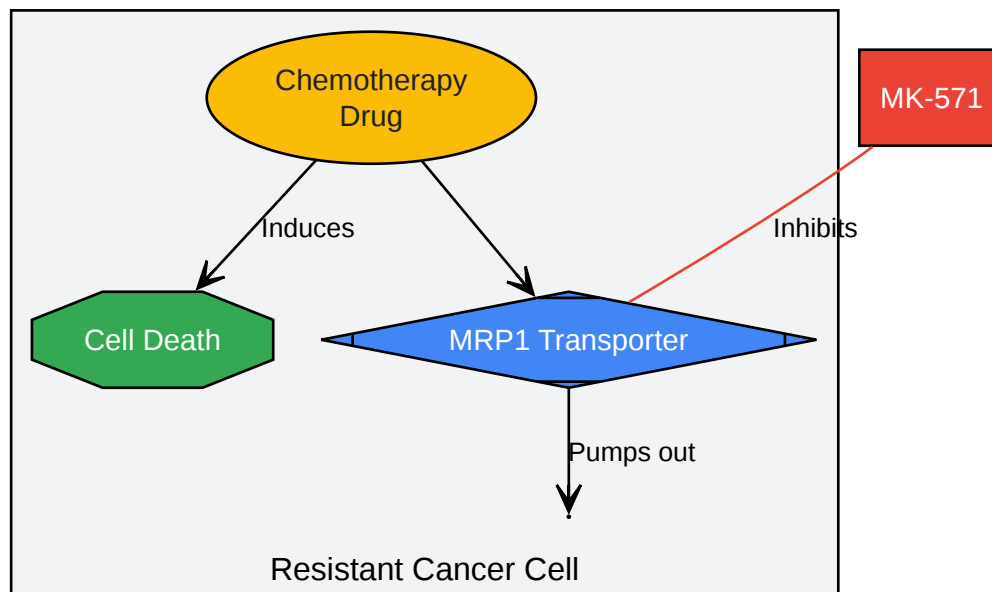 Chemotherapy
Drug
MK-571
Induces
Inhibits
Cell Death
MRP1 Transporter
Pumps out
Resistant Cancer Cell